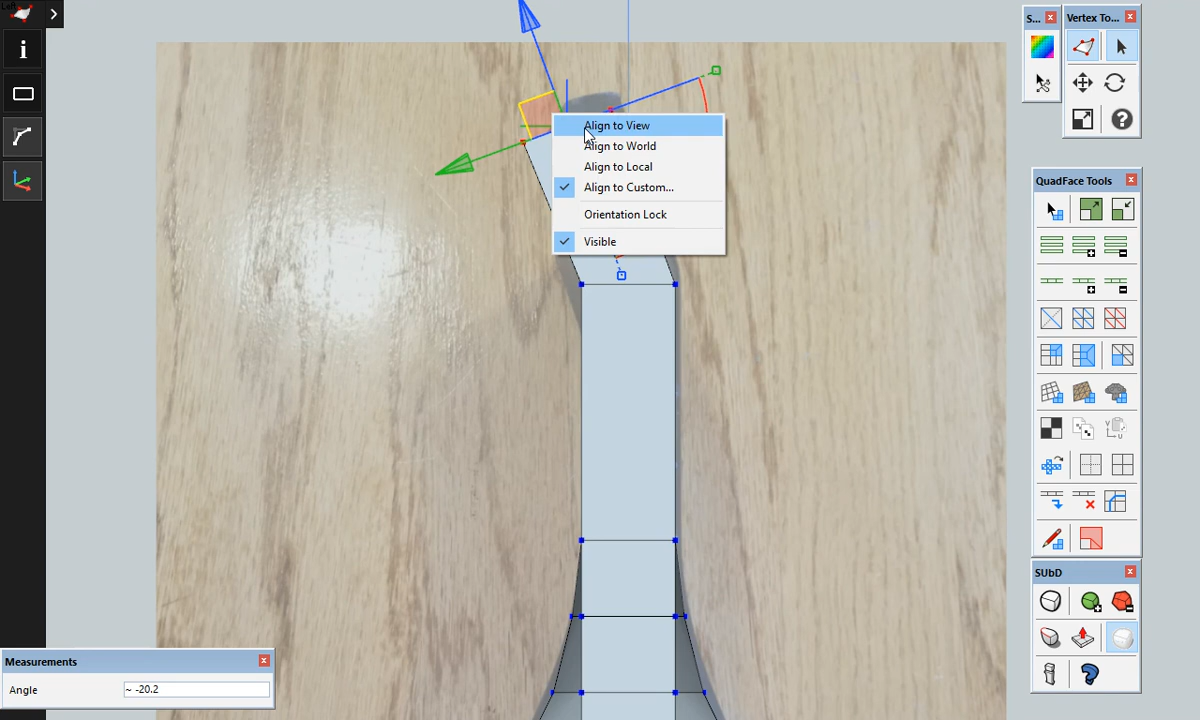 Left
S...
Vertex To...
Align to View
Align to World
Align to Local
Align to Custom...
Orientation Lock
Visible
QuadFace Tools
SUbD
Measurements
Angle
~ -20.2